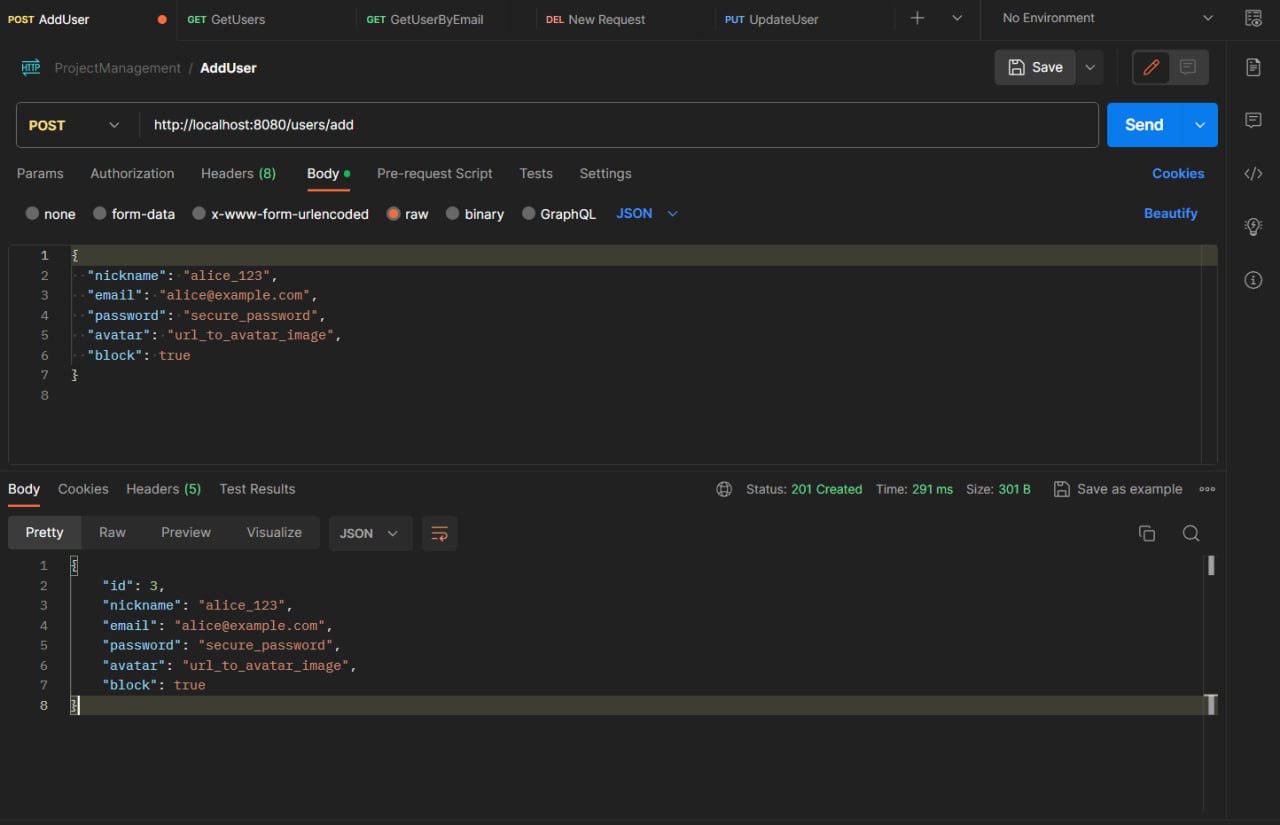 POST AddUser GET GetUsers GET GetUserByEmail DEL New Request PUT UpdateUser No Environment
HTTP ProjectManagement / AddUser Save
POST http://localhost:8080/users/add Send
Params Authorization Headers (8) Body Pre-request Script Tests Settings Cookies
none form-data x-www-form-urlencoded raw binary GraphQL JSON Beautify
1 {
2 "nickname": "alice_123",
3 "email": "alice@example.com",
4 "password": "secure_password",
5 "avatar": "url_to_avatar_image",
6 "block": true
7 }
8
Body Cookies Headers (5) Test Results Status: 201 Created Time: 291 ms Size: 301 B Save as example
Pretty Raw Preview Visualize JSON
1 {
2 "id": 3,
3 "nickname": "alice_123",
4 "email": "alice@example.com",
5 "password": "secure_password",
6 "avatar": "url_to_avatar_image",
7 "block": true
8 }